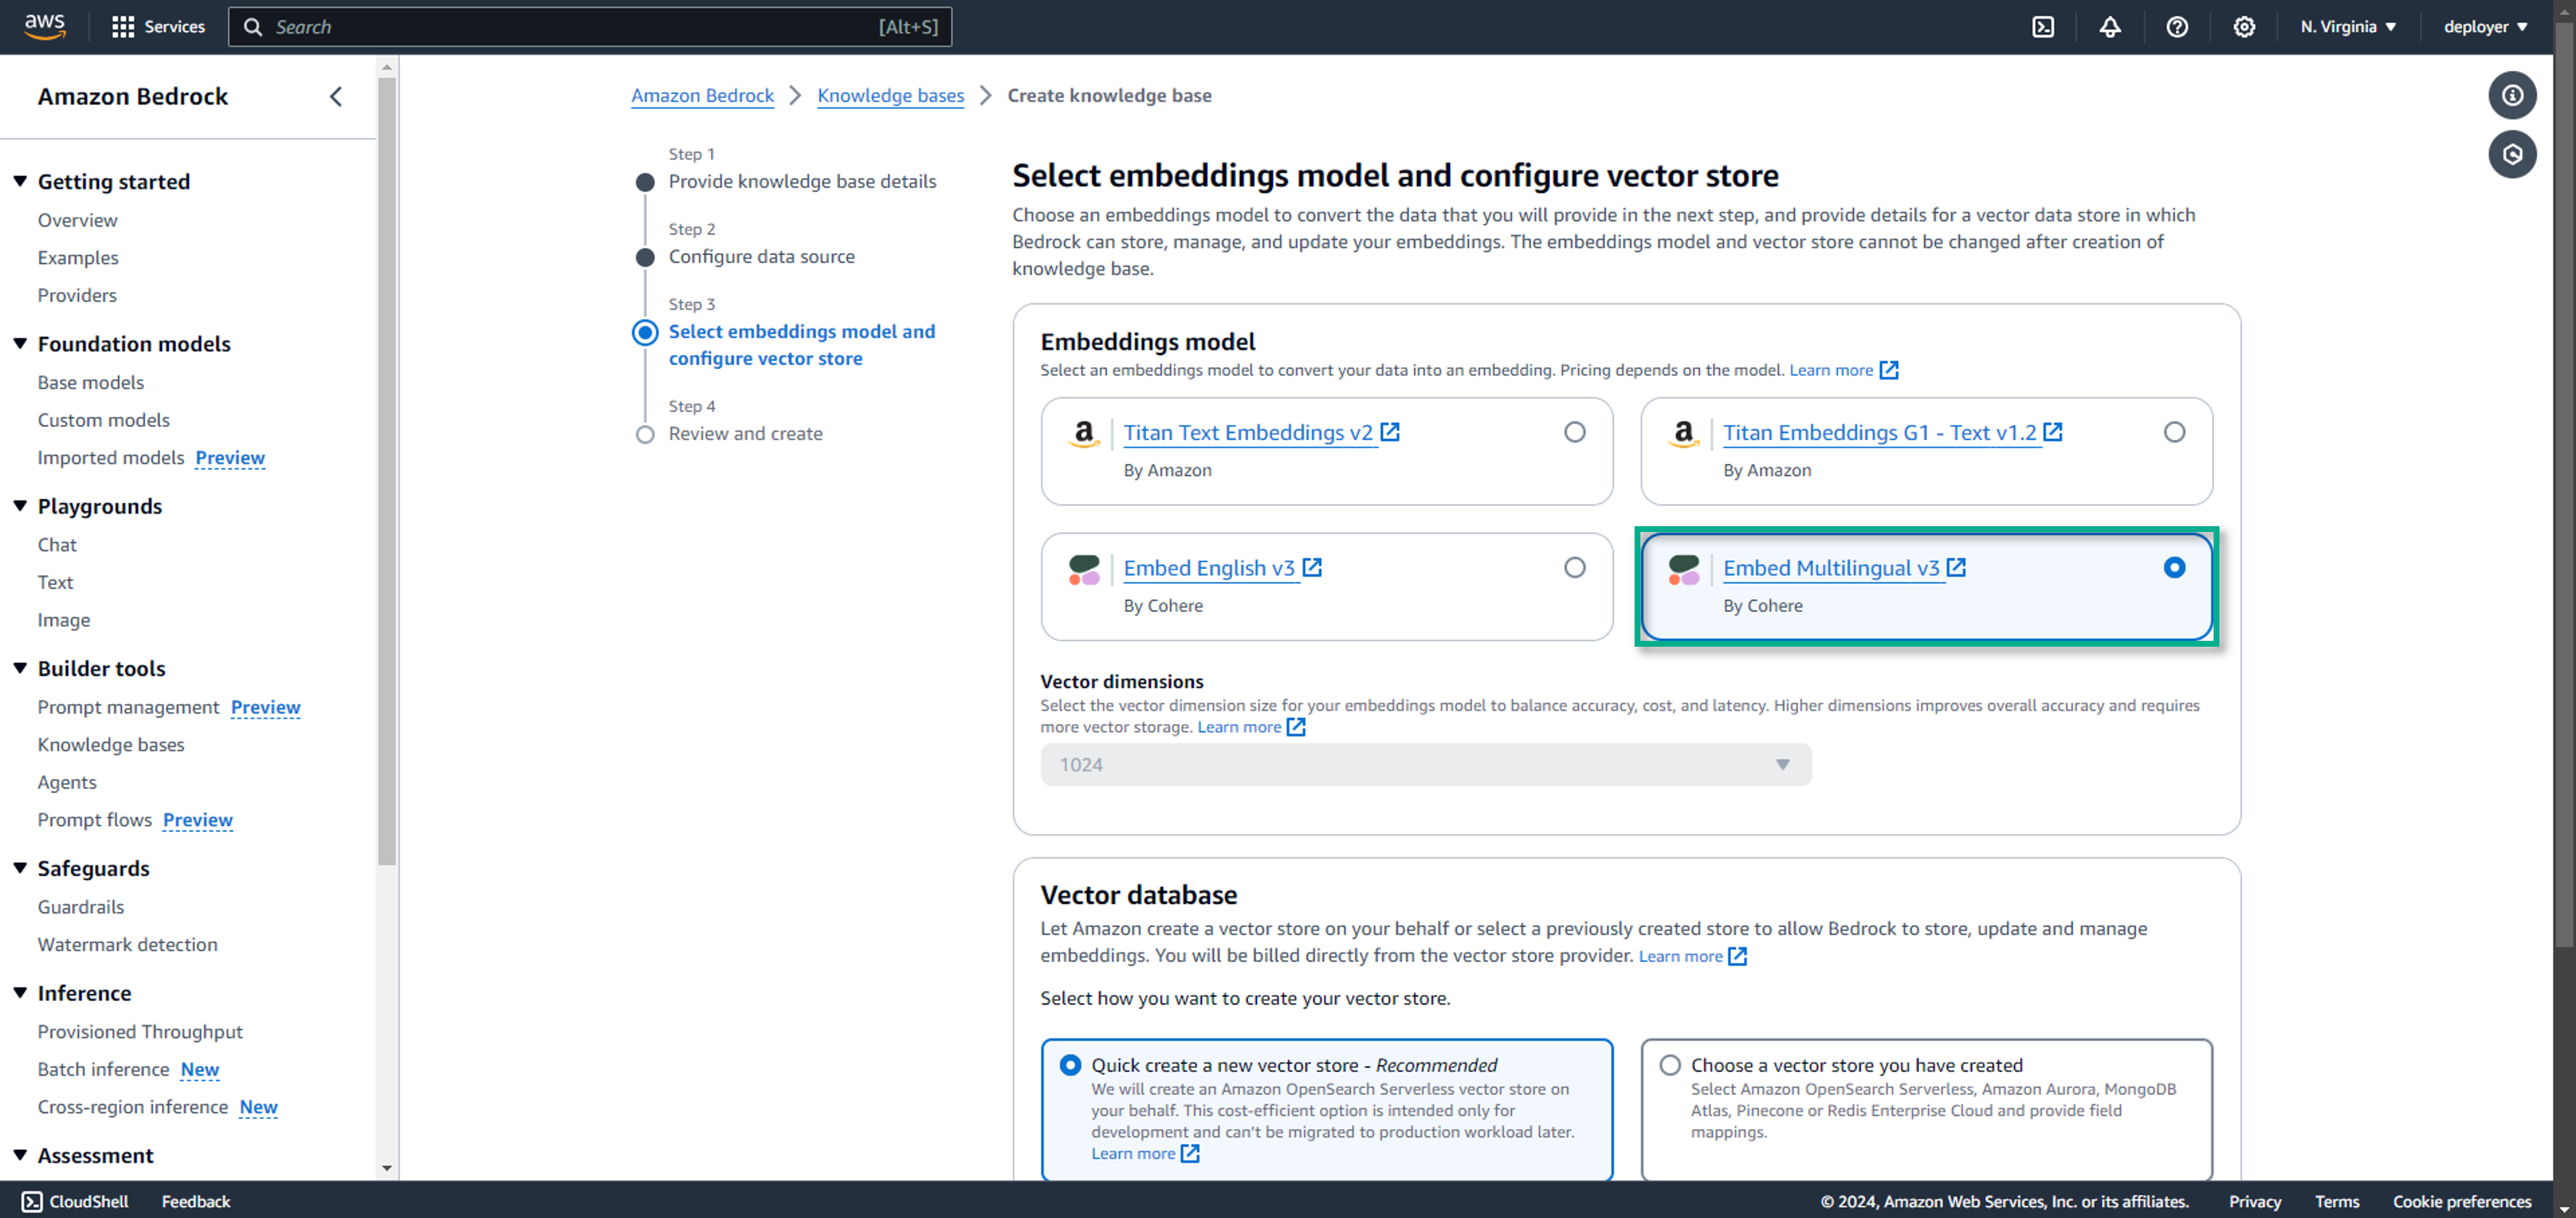 aws
Services
Search
[Alt+S]
N. Virginia
deployer
Amazon Bedrock
Getting started
Overview
Examples
Providers
Foundation models
Base models
Custom models
Imported models Preview
Playgrounds
Chat
Text
Image
Builder tools
Prompt management Preview
Knowledge bases
Agents
Prompt flows Preview
Safeguards
Guardrails
Watermark detection
Inference
Provisioned Throughput
Batch inference New
Cross-region inference New
Assessment
Amazon Bedrock
Knowledge bases
Create knowledge base
Step 1
Provide knowledge base details
Step 2
Configure data source
Step 3
Select embeddings model and
configure vector store
Step 4
Review and create
Select embeddings model and configure vector store
Choose an embeddings model to convert the data that you will provide in the next step, and provide details for a vector data store in which
Bedrock can store, manage, and update your embeddings. The embeddings model and vector store cannot be changed after creation of
knowledge base.
Embeddings model
Select an embeddings model to convert your data into an embedding. Pricing depends on the model. Learn more
a
Titan Text Embeddings v2
By Amazon
a
Titan Embeddings G1 - Text v1.2
By Amazon
Embed English v3
By Cohere
Embed Multilingual v3
By Cohere
Vector dimensions
Select the vector dimension size for your embeddings model to balance accuracy, cost, and latency. Higher dimensions improves overall accuracy and requires
more vector storage. Learn more
1024
Vector database
Let Amazon create a vector store on your behalf or select a previously created store to allow Bedrock to store, update and manage
embeddings. You will be billed directly from the vector store provider. Learn more
Select how you want to create your vector store.
Quick create a new vector store - Recommended
We will create an Amazon OpenSearch Serverless vector store on
your behalf. This cost-efficient option is intended only for
development and can't be migrated to production workload later.
Learn more
Choose a vector store you have created
Select Amazon OpenSearch Serverless, Amazon Aurora, MongoDB
Atlas, Pinecone or Redis Enterprise Cloud and provide field
mappings.
CloudShell
Feedback
© 2024, Amazon Web Services, Inc. or its affiliates.
Privacy
Terms
Cookie preferences